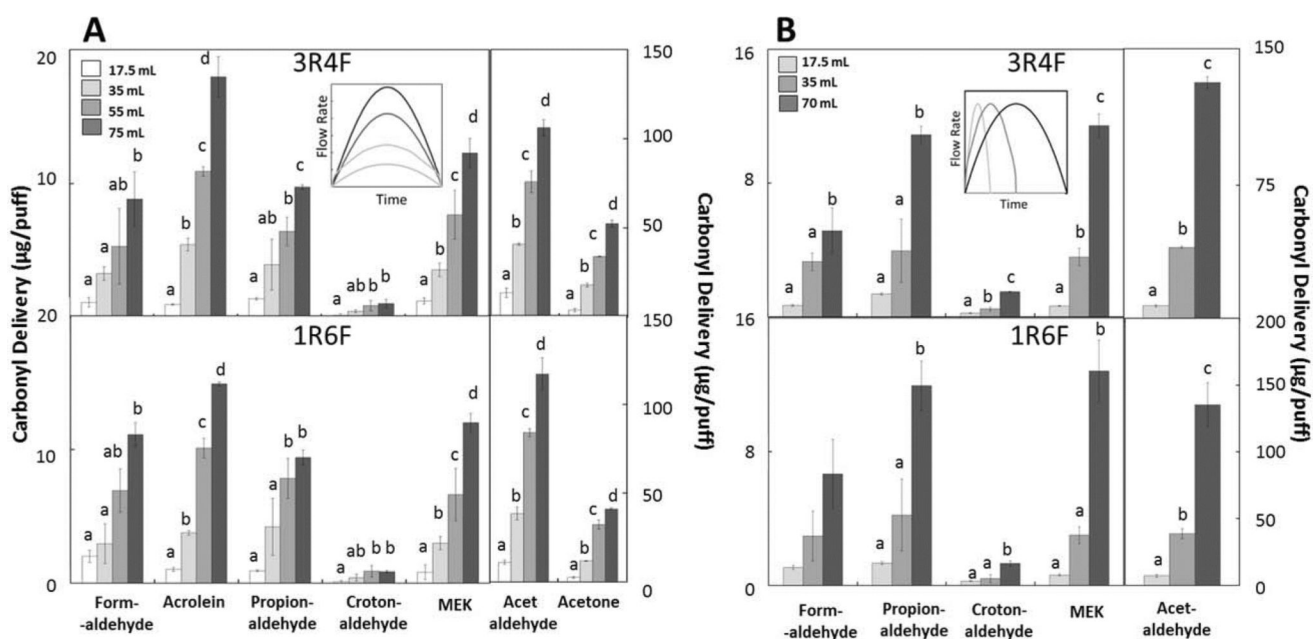 A
3R4F
17.5 mL
35 mL
55 mL
75 mL
Flow Rate
Time
20
10
20
10
0
150
100
50
150
100
50
0
a
a
ab
b
a
b
c
d
a
ab
b
c
a
ab
b
b
a
b
c
d
a
b
c
d
a
b
c
d
1R6F
a
a
ab
b
a
b
c
d
a
a
b
b
a
ab
b
b
a
b
c
d
a
b
c
d
a
b
c
d
Carbonyl Delivery (µg/puff)
Carbonyl Delivery (µg/puff)
Form-
-aldehyde
Acrolein
Propion-
aldehyde
Croton-
aldehyde
MEK
Acet
aldehyde
Acetone
B
3R4F
17.5 mL
35 mL
70 mL
Flow Rate
Time
16
8
16
8
0
150
75
200
150
100
50
0
a
b
a
a
b
a
b
c
a
b
c
a
b
c
1R6F
a
a
b
a
a
b
a
a
b
a
b
c
Carbonyl Delivery (µg/puff)
Form-
-aldehyde
Propion-
aldehyde
Croton-
aldehyde
MEK
Acet-
aldehyde